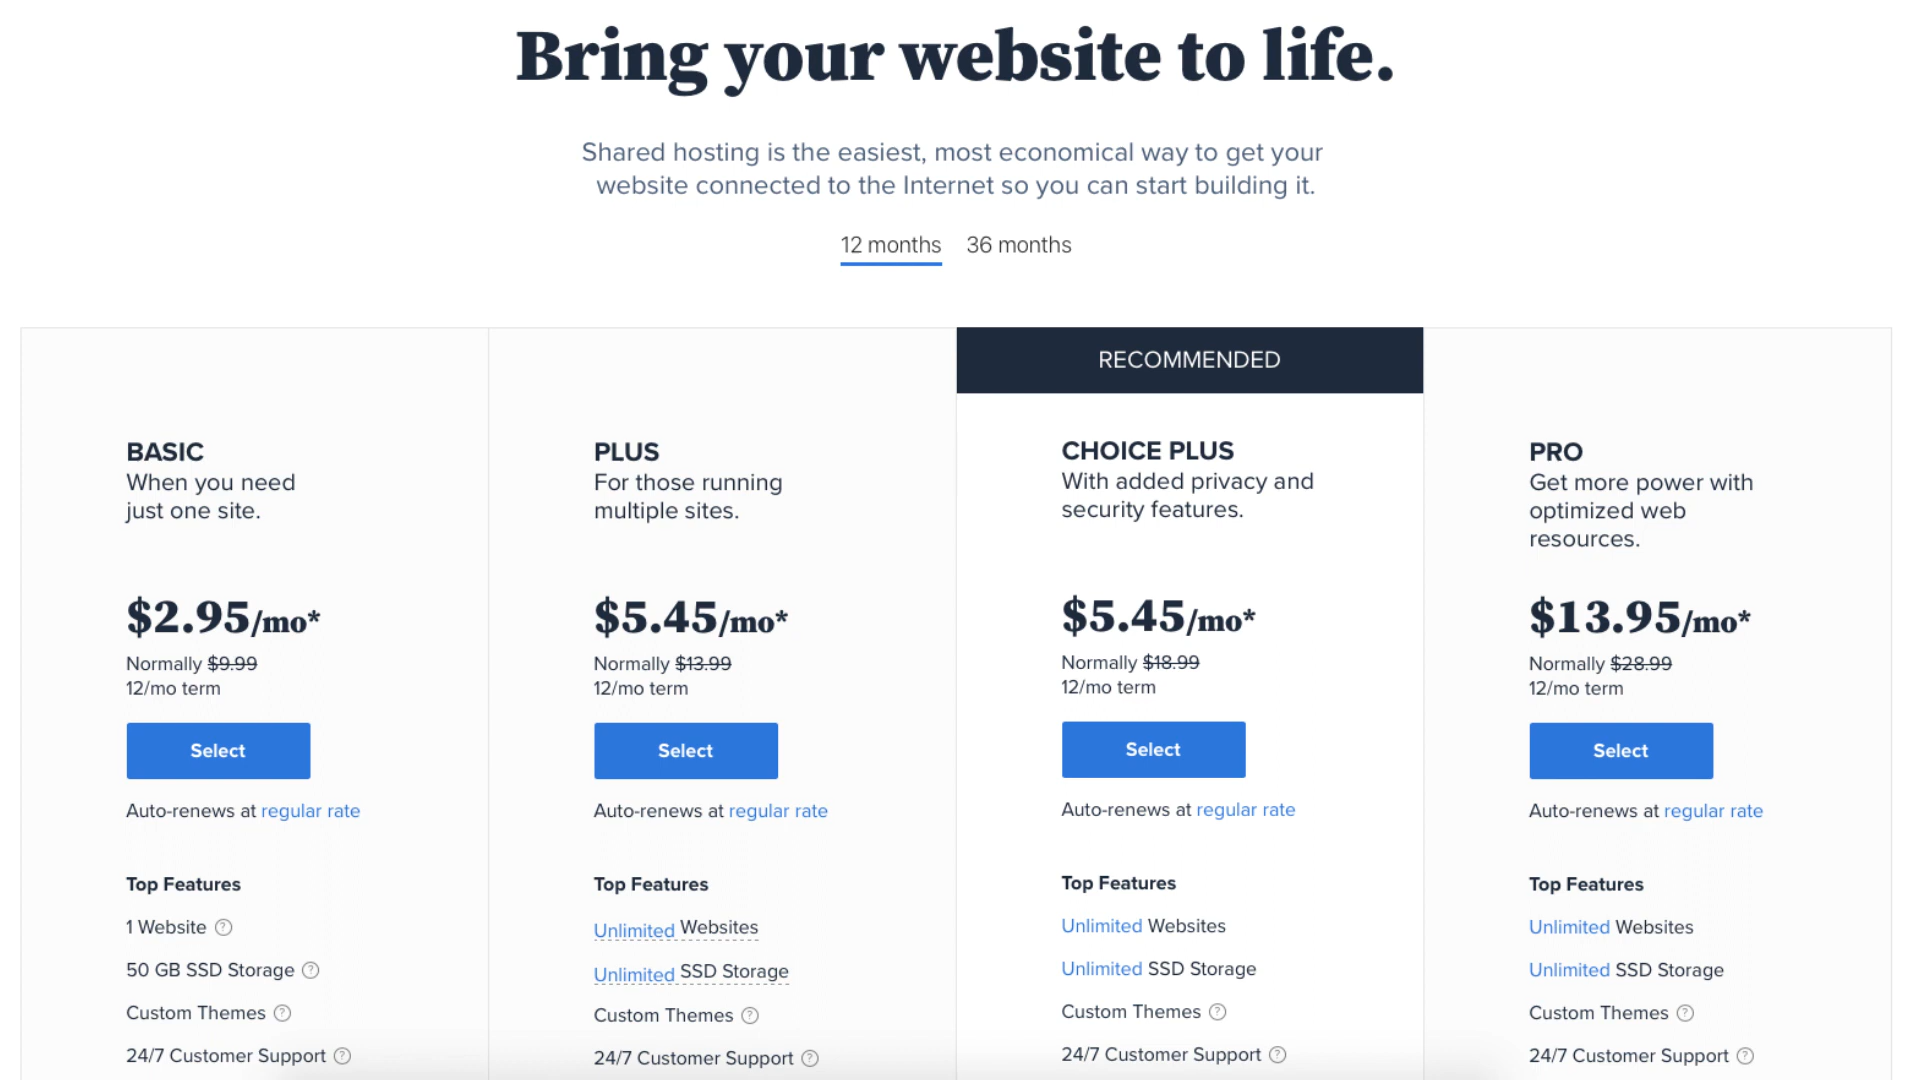 Bring your website to life.
Shared hosting is the easiest, most economical way to get your
website connected to the Internet so you can start building it.
12 months 36 months
RECOMMENDED
BASIC
When you need
just one site.
$2.95/mo*
Normally $9.99
12/mo term
Select
Auto-renews at regular rate
Top Features
1 Website
50 GB SSD Storage
Custom Themes
24/7 Customer Support
PLUS
For those running
multiple sites.
$5.45/mo*
Normally $13.99
12/mo term
Select
Auto-renews at regular rate
Top Features
Unlimited Websites
Unlimited SSD Storage
Custom Themes
24/7 Customer Support
CHOICE PLUS
With added privacy and
security features.
$5.45/mo*
Normally $18.99
12/mo term
Select
Auto-renews at regular rate
Top Features
Unlimited Websites
Unlimited SSD Storage
Custom Themes
24/7 Customer Support
PRO
Get more power with
optimized web
resources.
$13.95/mo*
Normally $28.99
12/mo term
Select
Auto-renews at regular rate
Top Features
Unlimited Websites
Unlimited SSD Storage
Custom Themes
24/7 Customer Support